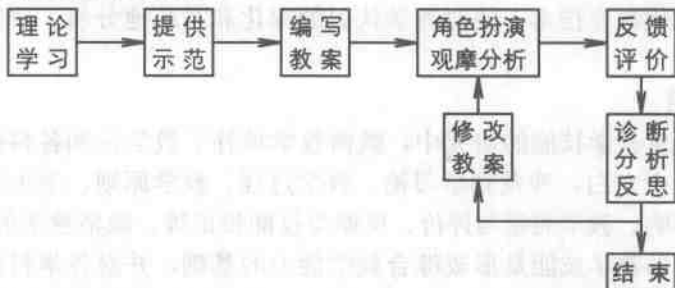 理论
学习
提供
示范
编写
教案
角色扮演
观摩分析
反馈
评价
修改
教案
诊断
分析
反思
结束